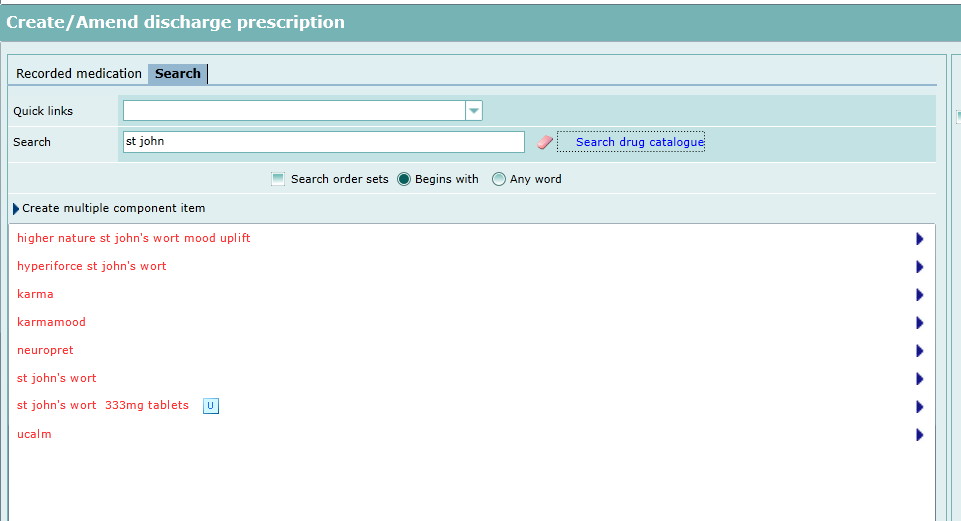 Create/Amend discharge prescription
Recorded medication Search
Quick links
Search st john Search drug catalogue
Search order sets Begins with Any word
Create multiple component item
higher nature st john's wort mood uplift
hyperiforce st john's wort
karma
karmamood
neuropret
st john's wort
st john's wort 333mg tablets U
ucalm